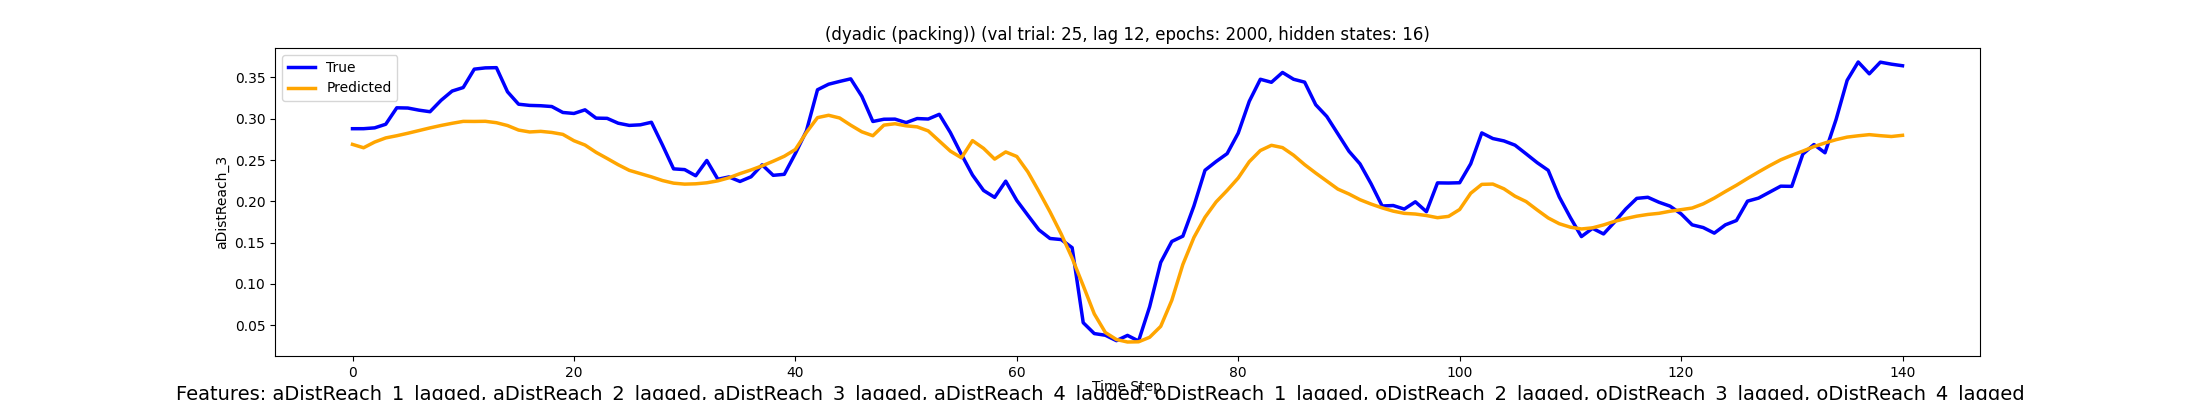 (dyadic (packing)) (val trial: 25, lag 12, epochs: 2000, hidden states: 16)
True
Predicted
aDistReach_3
0.35
0.30
0.25
0.20
0.15
0.10
0.05
0 20 40 60 80 100 120 140
Time Step
Features: aDistReach_1_lagged, aDistReach_2_lagged, aDistReach_3_lagged, aDistReach_4_lagged, oDistReach_1_lagged, oDistReach_2_lagged, oDistReach_3_lagged, oDistReach_4_lagged